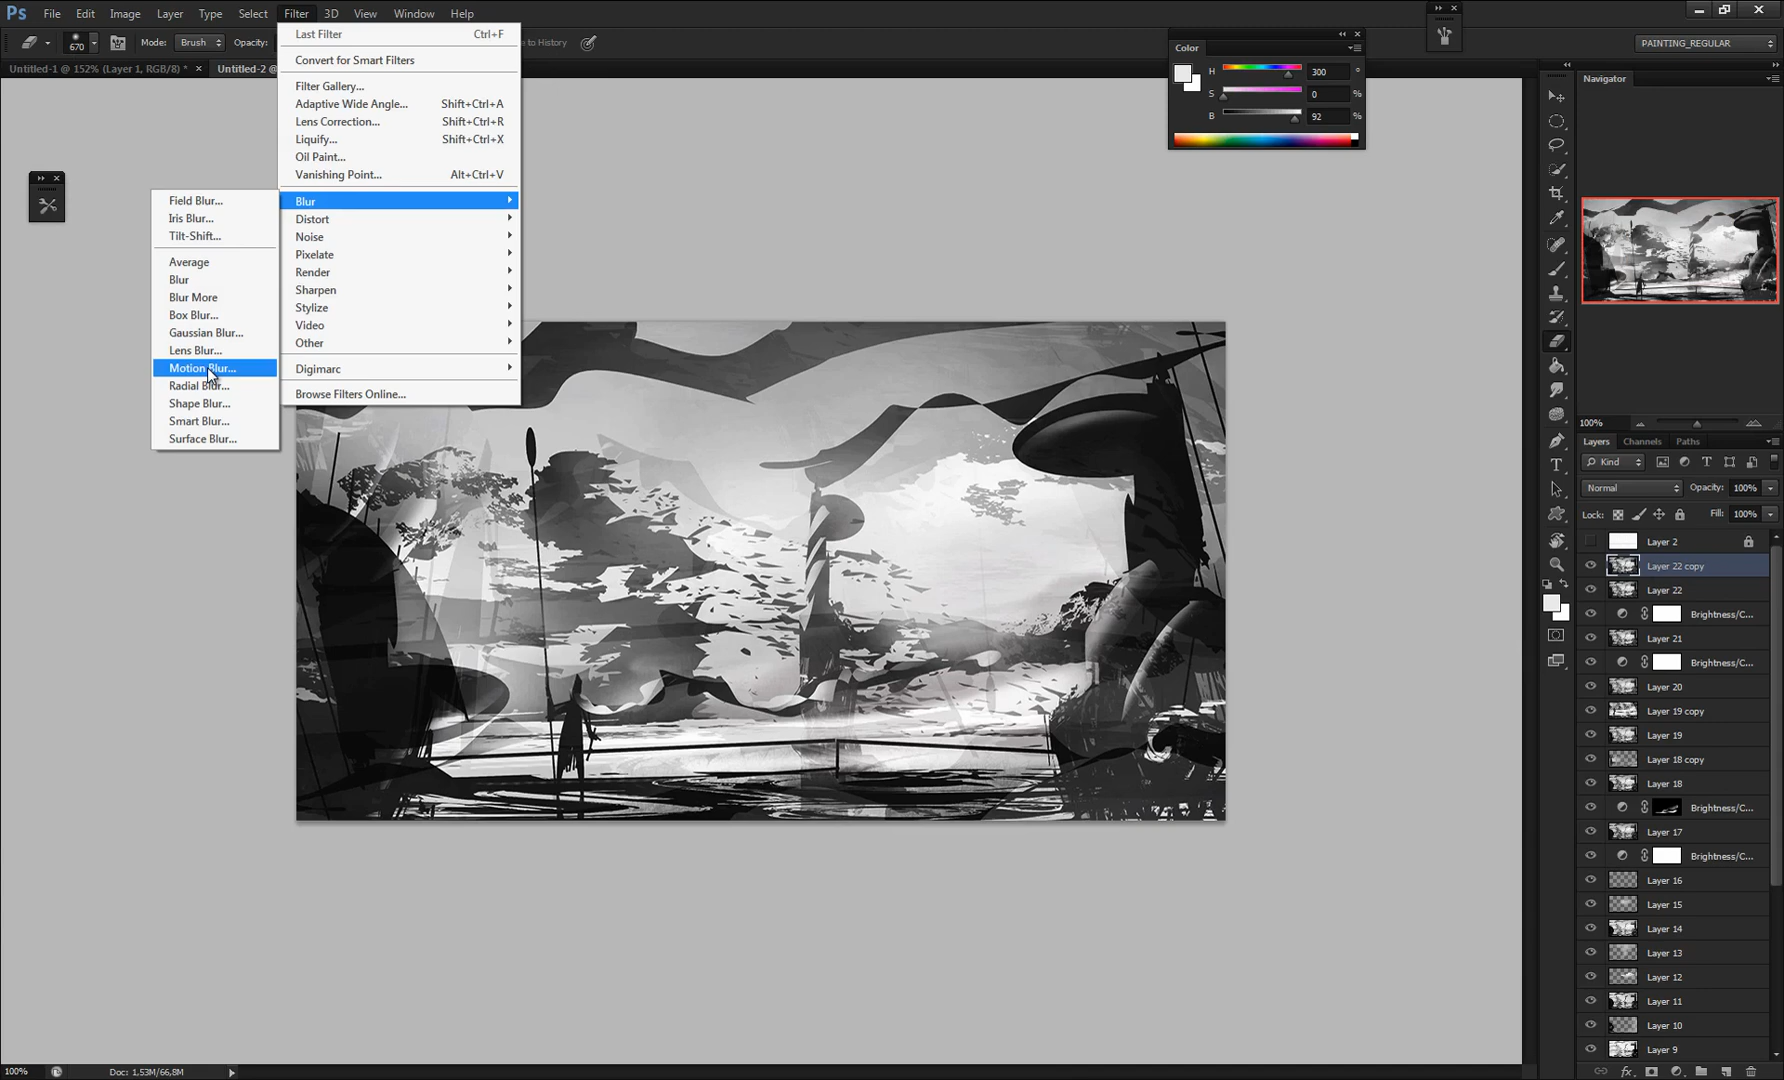 Ps File Edit Image Layer Type Select Filter 3D View Window Help
670 Mode: Brush Opacity: to History PAINTING_REGULAR
Untitled-1 @ 152% (Layer 1, RGB/8) * × Untitled-2 @
Last Filter Ctrl+F
Convert for Smart Filters
Filter Gallery...
Adaptive Wide Angle... Shift+Ctrl+A
Lens Correction... Shift+Ctrl+R
Liquify... Shift+Ctrl+X
Oil Paint...
Vanishing Point... Alt+Ctrl+V
Blur
Distort
Noise
Pixelate
Render
Sharpen
Stylize
Video
Other
Digimarc
Browse Filters Online...
Field Blur...
Iris Blur...
Tilt-Shift...
Average
Blur
Blur More
Box Blur...
Gaussian Blur...
Lens Blur...
Motion Blur...
Radial Blur...
Shape Blur...
Smart Blur...
Surface Blur...
Color
H 300 °
S 0 %
B 92 %
Navigator
100%
Layers Channels Paths
Kind
Normal Opacity: 100%
Lock: Fill: 100%
Layer 2
Layer 22 copy
Layer 22
Brightness/C...
Layer 21
Brightness/C...
Layer 20
Layer 19 copy
Layer 19
Layer 18 copy
Layer 18
Brightness/C...
Layer 17
Brightness/C...
Layer 16
Layer 15
Layer 14
Layer 13
Layer 12
Layer 11
Layer 10
Layer 9
100% Doc: 1,53M/66,8M